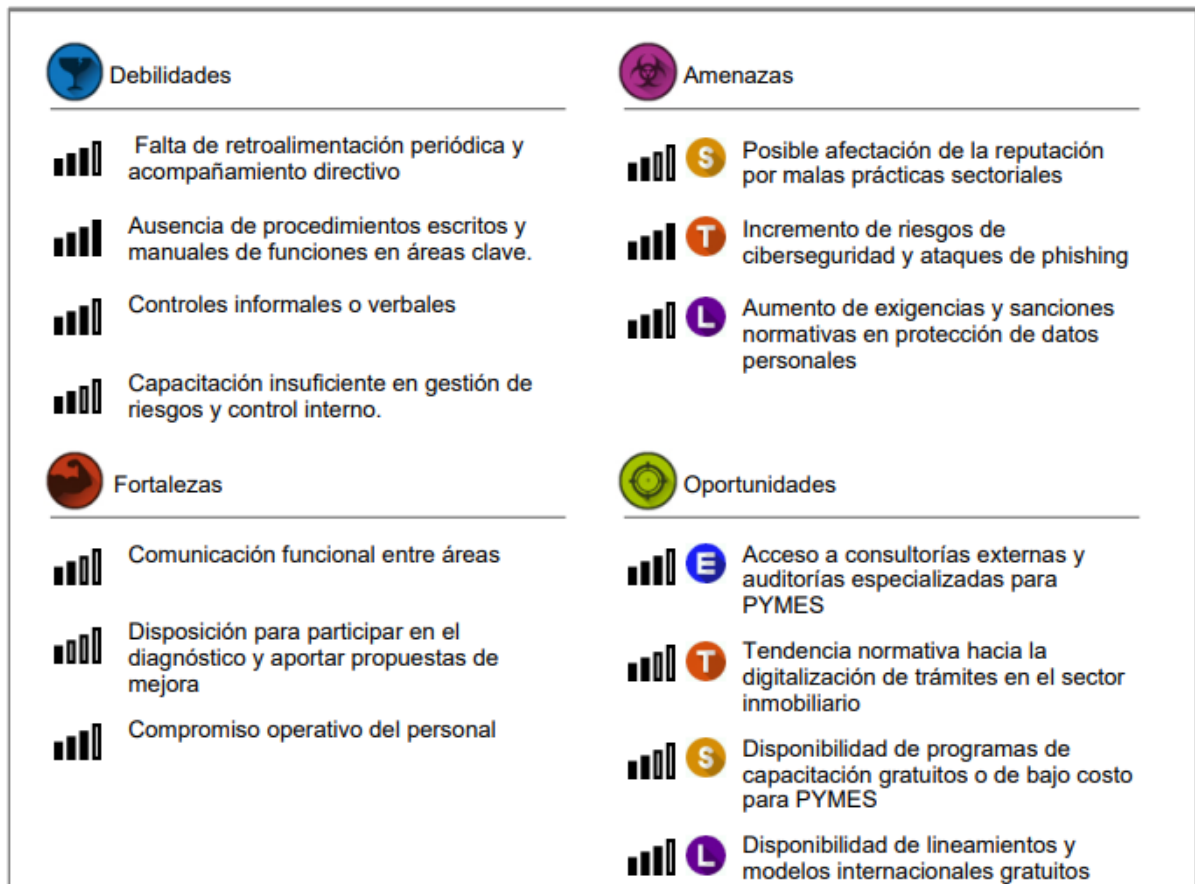 Debilidades
Falta de retroalimentación periódica y
acompañamiento directivo
Ausencia de procedimientos escritos y
manuales de funciones en áreas clave.
Controles informales o verbales
Capacitación insuficiente en gestión de
riesgos y control interno.
Amenazas
S
Posible afectación de la reputación
por malas prácticas sectoriales
T
Incremento de riesgos de
ciberseguridad y ataques de phishing
L
Aumento de exigencias y sanciones
normativas en protección de datos
personales
Fortalezas
Comunicación funcional entre áreas
Disposición para participar en el
diagnóstico y aportar propuestas de
mejora
Compromiso operativo del personal
Oportunidades
E
Acceso a consultorías externas y
auditorías especializadas para
PYMES
T
Tendencia normativa hacia la
digitalización de trámites en el sector
inmobiliario
S
Disponibilidad de programas de
capacitación gratuitos o de bajo costo
para PYMES
L
Disponibilidad de lineamientos y
modelos internacionales gratuitos